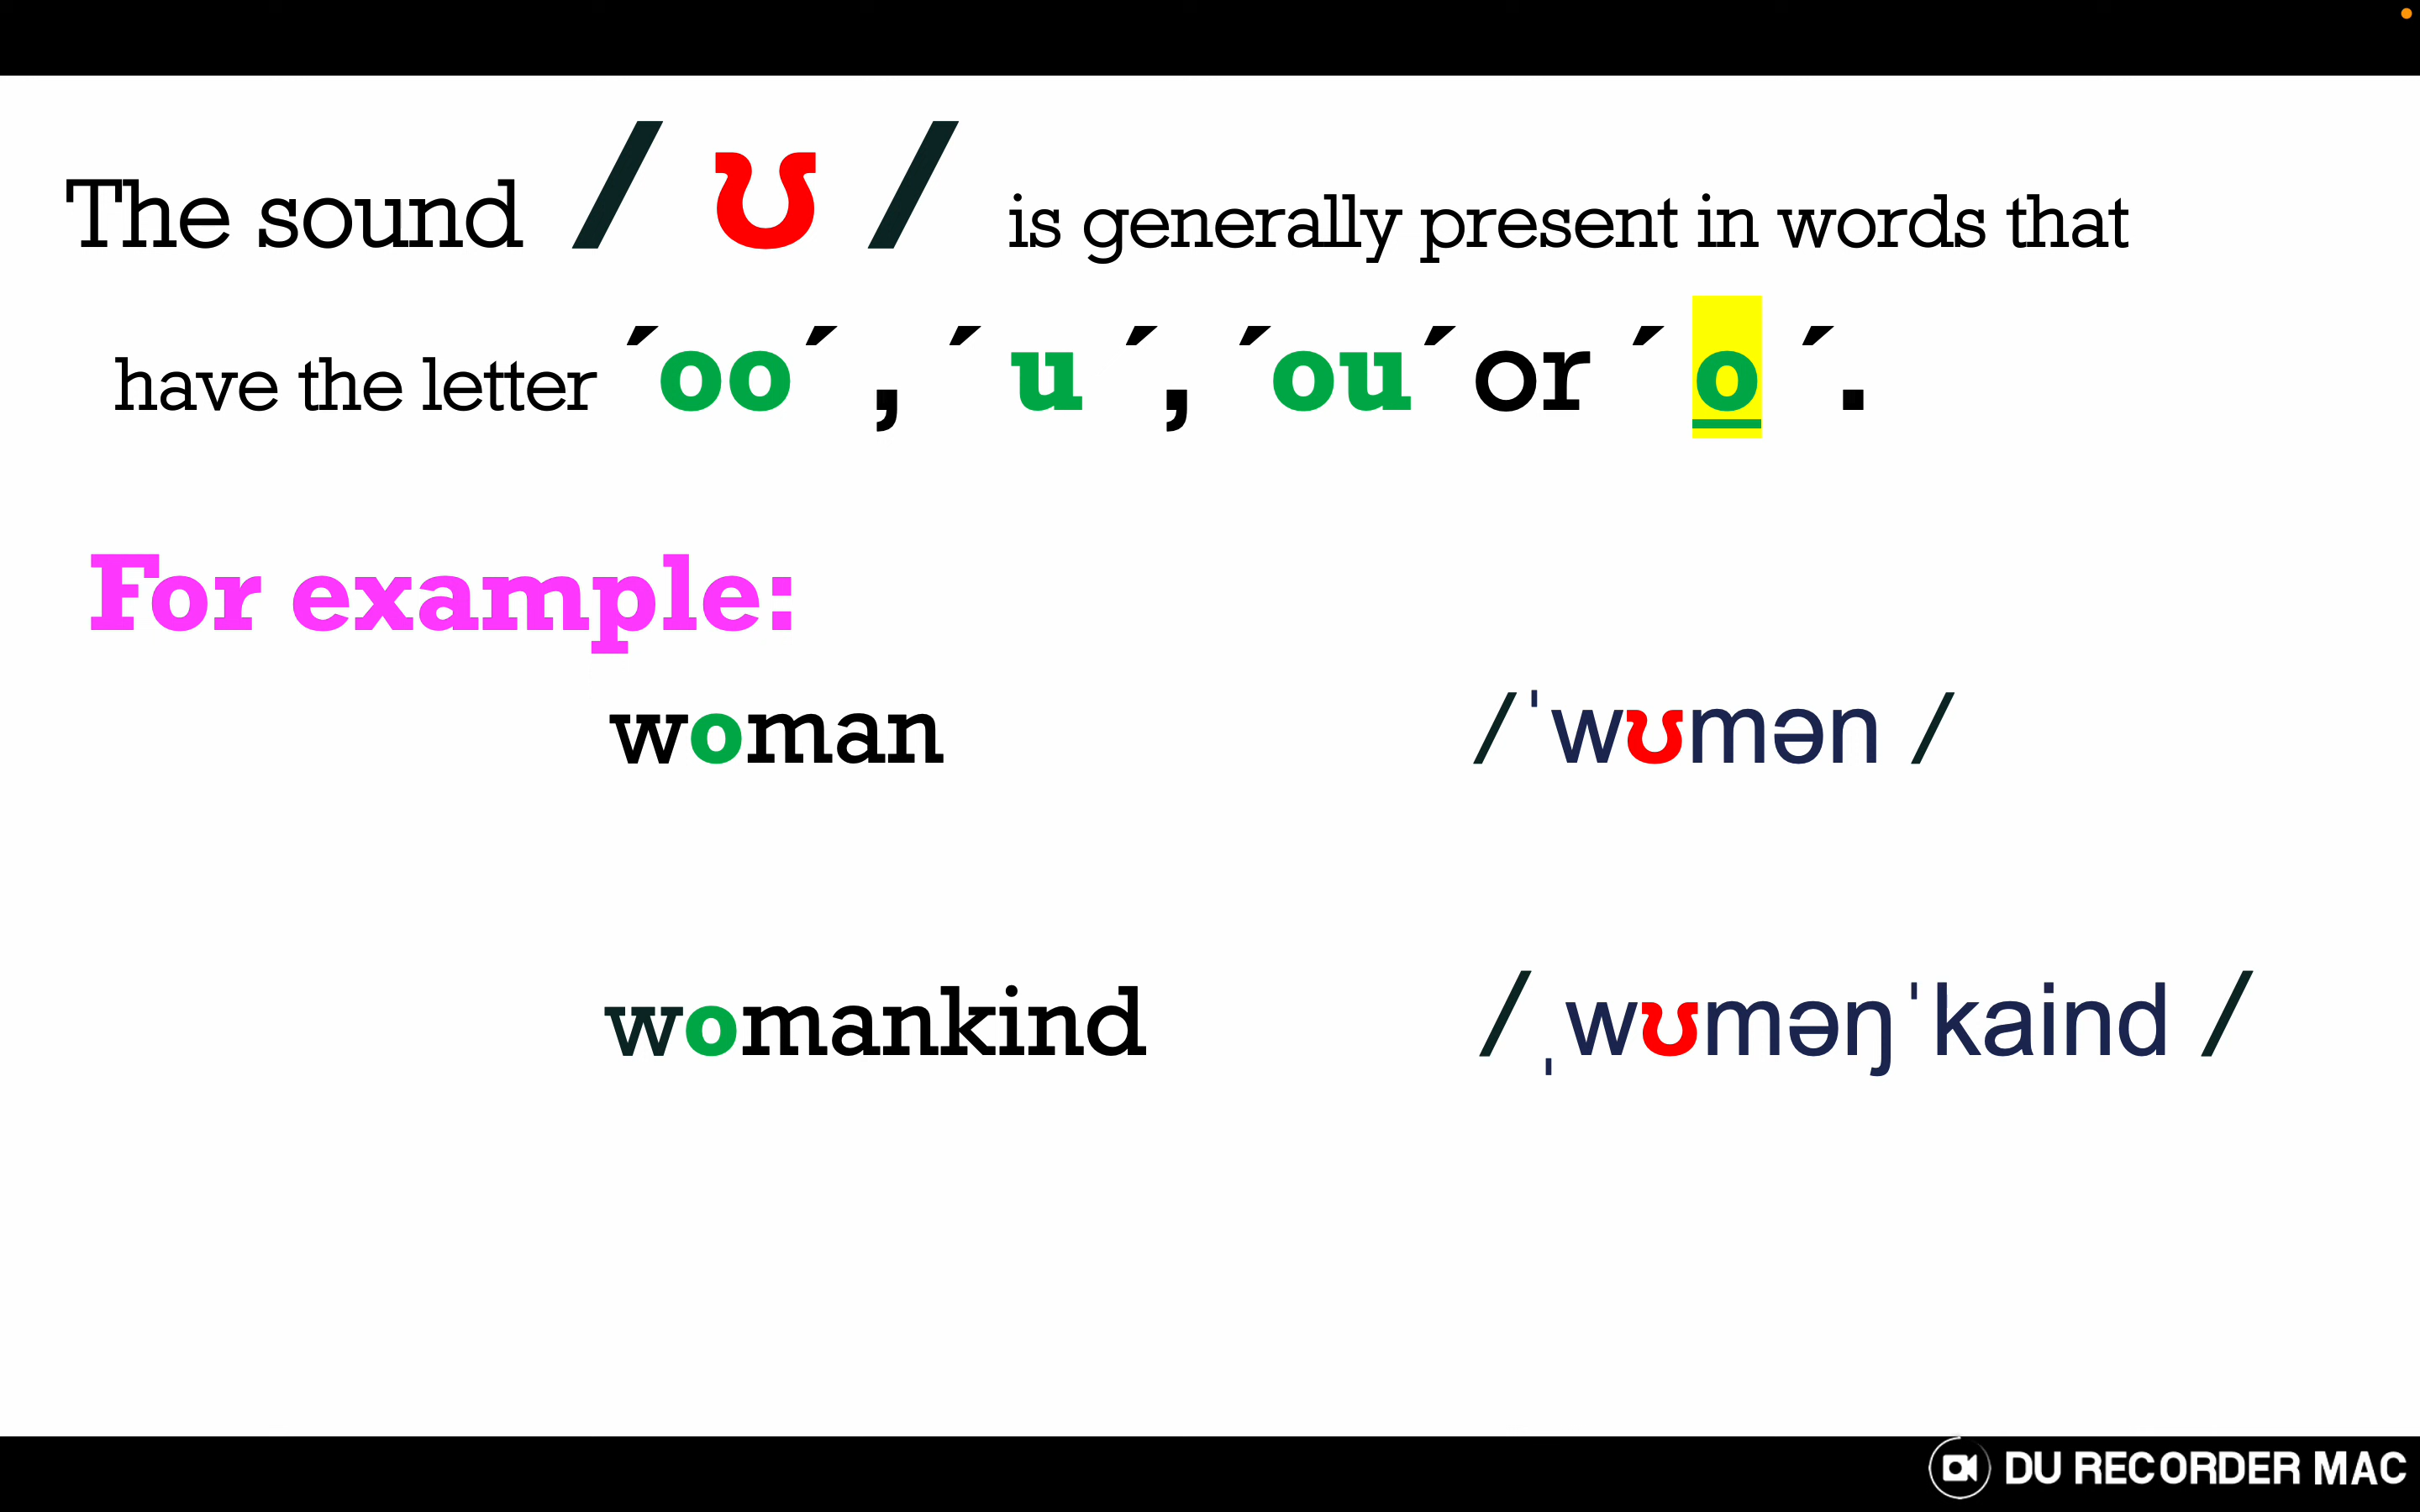 The sound / ʊ / is generally present in words that
have the letter ´oo´ , ´ u ´, ´ou´ or ´ o ´.
For example:
woman /ˈwʊmən /
womankind /ˌwʊməŋˈkaind /
DU RECORDER MAC